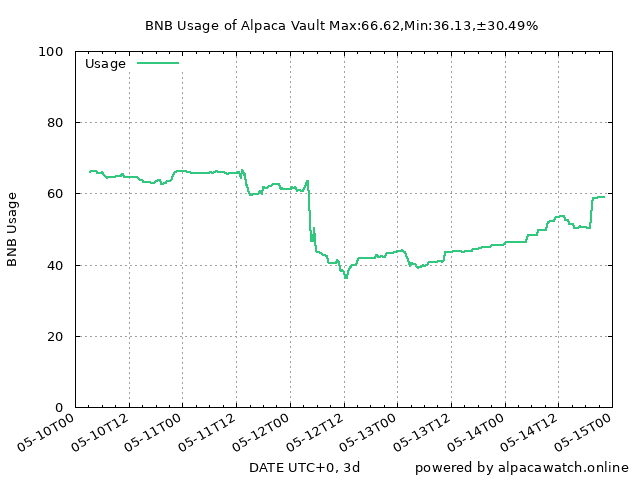 BNB Usage of Alpaca Vault Max:66.62,Min:36.13,±30.49%
Usage
100
80
60
40
20
0
BNB Usage
05-10T00
05-10T12
05-11T00
05-11T12
05-12T00
05-12T12
05-13T00
05-13T12
05-14T00
05-14T12
05-15T00
DATE UTC+0, 3d
powered by alpacawatch.online